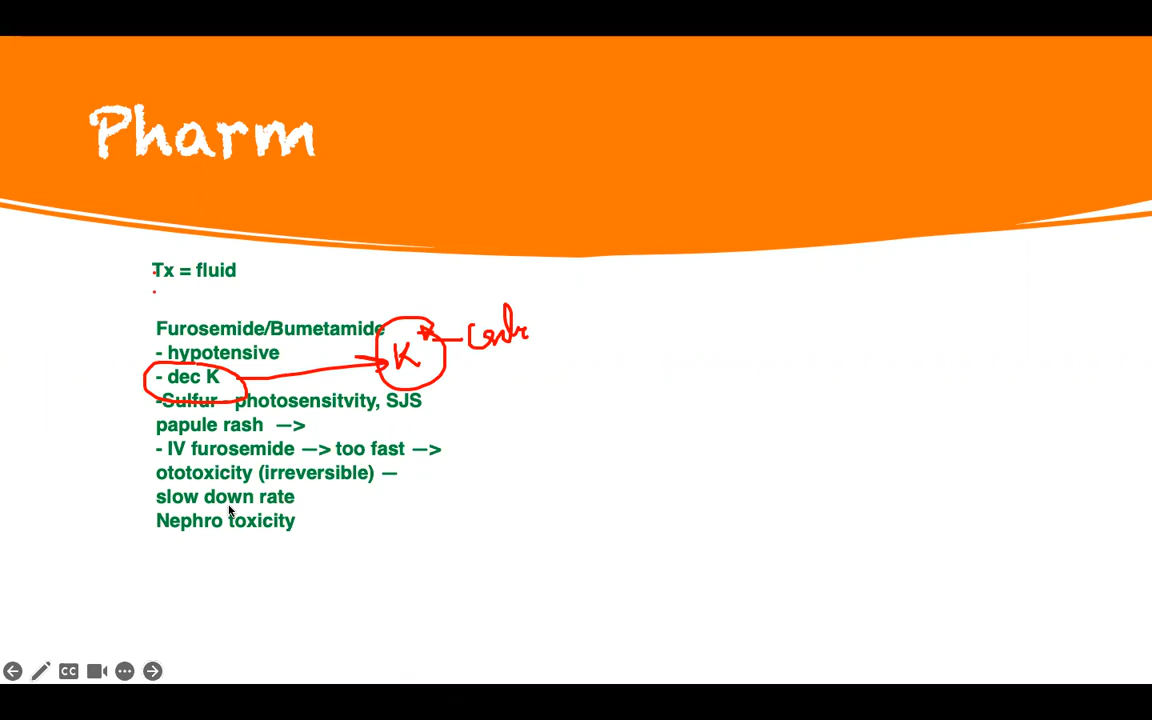 Pharm
Tx = fluid
Furosemide/Bumetamide
- hypotensive
- dec K
K
-Sulfur - photosensitvity, SJS
papule rash —>
- IV furosemide —> too fast —>
ototoxicity (irreversible) —
slow down rate
Nephro toxicity
CC